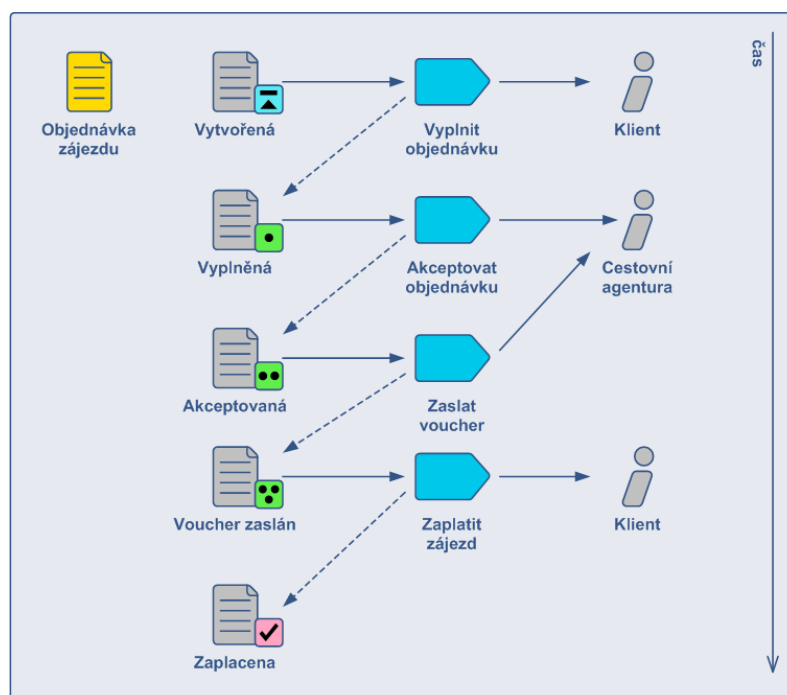 čas
Objednávka
zájezdu
Vytvořená
Vyplnit
objednávku
Klient
Vyplněná
Akceptovat
objednávku
Cestovní
agentura
Akceptovaná
Zaslat
voucher
Voucher zaslán
Zaplatit
zájezd
Klient
Zaplacena